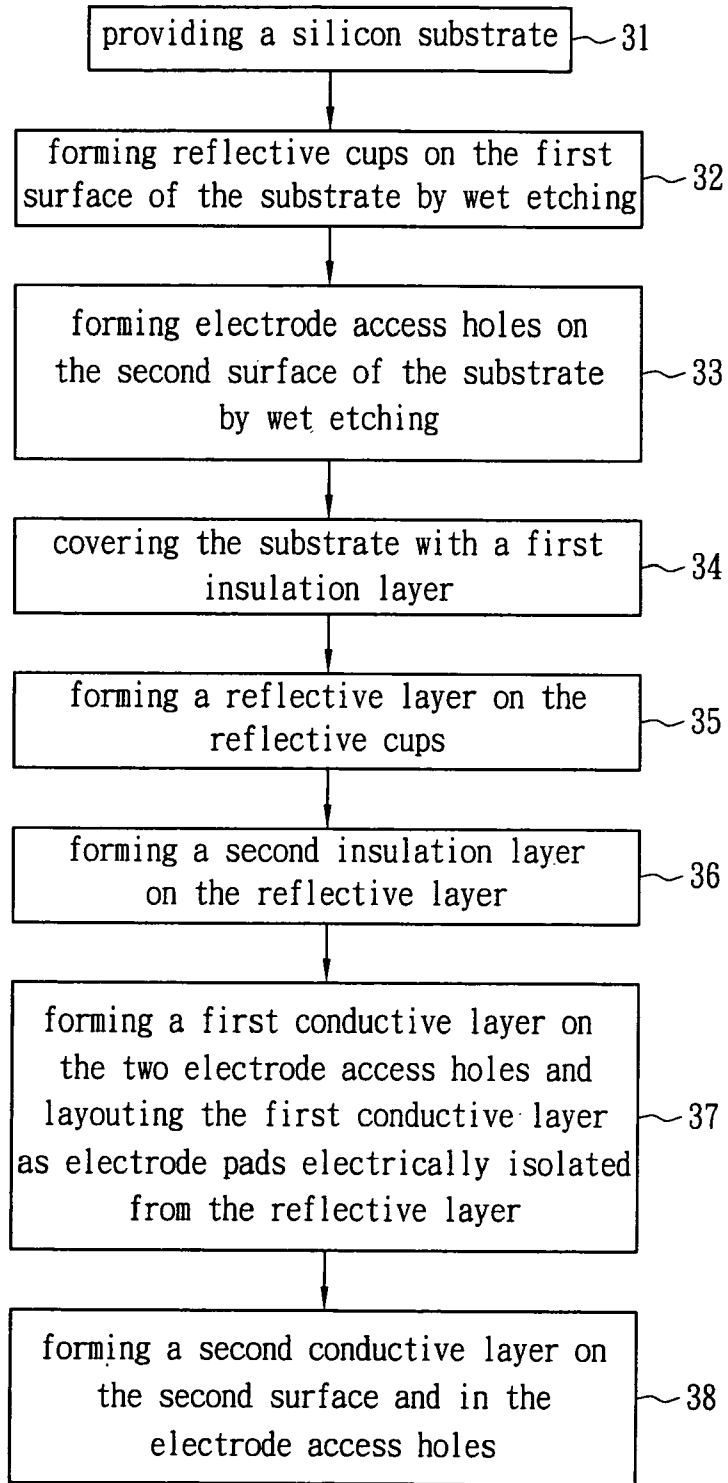 providing a silicon substrate
31
forming reflective cups on the first
surface of the substrate by wet etching
32
forming electrode access holes on
the second surface of the substrate
by wet etching
33
covering the substrate with a first
insulation layer
34
forming a reflective layer on the
reflective cups
35
forming a second insulation layer
on the reflective layer
36
forming a first conductive layer on
the two electrode access holes and
layouting the first conductive layer
as electrode pads electrically isolated
from the reflective layer
37
forming a second conductive layer on
the second surface and in the
electrode access holes
38